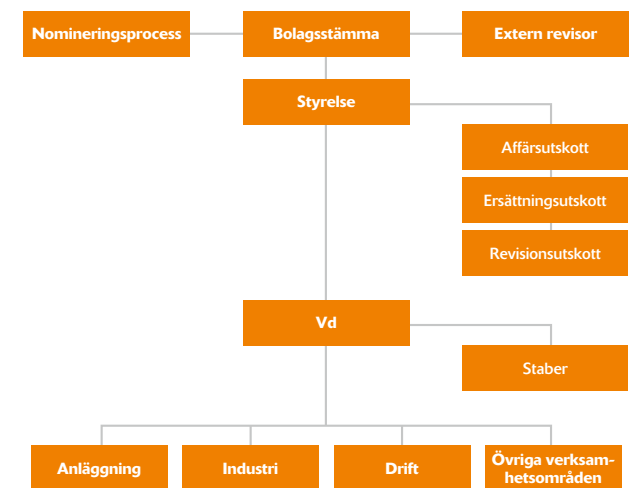 Nomineringsprocess
Bolagsstämma
Extern revisor
Styrelse
Affärsutskott
Ersättningsutskott
Revisionsutskott
Vd
Staber
Anläggning
Industri
Drift
Övriga verksam-
hetsområden